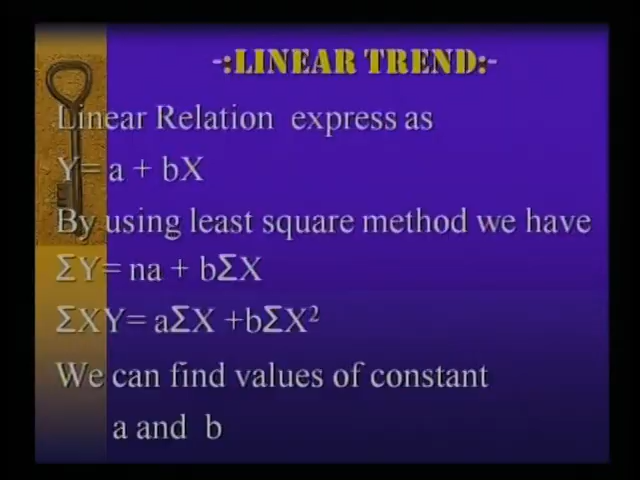 -:LINEAR TREND:-
Linear Relation express as
Y= a + bX
By using least square method we have
ΣY= na + bΣX
ΣXY= aΣX +bΣX²
We can find values of constant
a and b